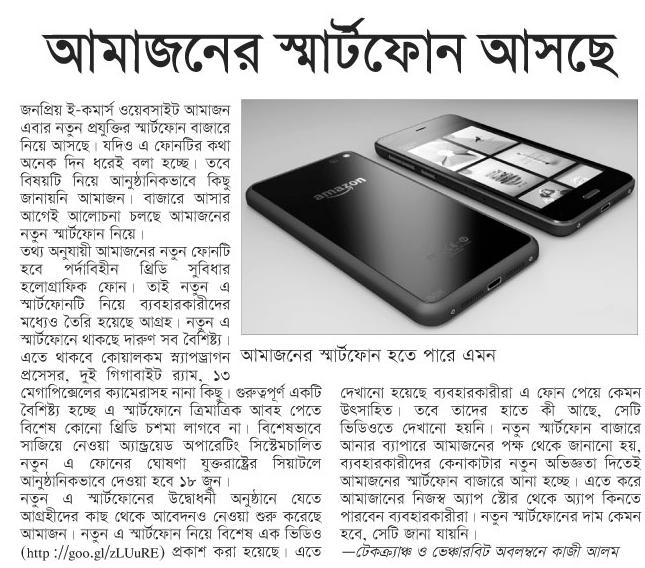 আমাজনের স্মার্টফোন আসছে
জনপ্রিয় ই-কমার্স ওয়েবসাইট আমাজন
এবার নতুন প্রযুক্তির স্মার্টফোন বাজারে
নিয়ে আসছে। যদিও এ ফোনটির কথা
অনেক দিন ধরেই বলা হচ্ছে। তবে
বিষয়টি নিয়ে আনুষ্ঠানিকভাবে কিছু
জানায়নি আমাজন। বাজারে আসার
আগেই আলোচনা চলছে আমাজনের
নতুন স্মার্টফোন নিয়ে।
তথ্য অনুযায়ী আমাজনের নতুন ফোনটি
হবে পর্দাবিহীন থ্রিডি সুবিধার
হলোগ্রাফিক ফোন। তাই নতুন এ
স্মার্টফোনটি নিয়ে ব্যবহারকারীদের
মধ্যেও তৈরি হয়েছে আগ্রহ। নতুন এ
স্মার্টফোনে থাকছে দারুণ সব বৈশিষ্ট্য।
এতে থাকবে কোয়ালকম স্ন্যাপড্রাগন
প্রসেসর, দুই গিগাবাইট র‍্যাম, ১৩
মেগাপিক্সেলের ক্যামেরাসহ নানা কিছু। গুরুত্বপূর্ণ একটি
বৈশিষ্ট্য হচ্ছে এ স্মার্টফোনে ত্রিমাত্রিক আবহ পেতে
বিশেষ কোনো থ্রিডি চশমা লাগবে না। বিশেষভাবে
সাজিয়ে নেওয়া অ্যান্ড্রয়েড অপারেটিং সিস্টেমচালিত
নতুন এ ফোনের ঘোষণা যুক্তরাষ্ট্রের সিয়াটলে
আনুষ্ঠানিকভাবে দেওয়া হবে ১৮ জুন।
নতুন এ স্মার্টফোনের উদ্বোধনী অনুষ্ঠানে যেতে
আগ্রহীদের কাছ থেকে আবেদনও নেওয়া শুরু করেছে
আমাজন। নতুন এ স্মার্টফোন নিয়ে বিশেষ এক ভিডিও
(http ://goo.gl/zLUuRE) প্রকাশ করা হয়েছে। এতে
amazon
আমাজনের স্মার্টফোন হতে পারে এমন
দেখানো হয়েছে ব্যবহারকারীরা এ ফোন পেয়ে কেমন
উৎসাহিত। তবে তাদের হাতে কী আছে, সেটি
ভিডিওতে দেখানো হয়নি। নতুন স্মার্টফোন বাজারে
আনার ব্যাপারে আমাজনের পক্ষ থেকে জানানো হয়,
ব্যবহারকারীদের কেনাকাটার নতুন অভিজ্ঞতা দিতেই
আমাজনের স্মার্টফোন বাজারে আনা হচ্ছে। এতে করে
আমাজানের নিজস্ব অ্যাপ স্টোর থেকে অ্যাপ কিনতে
পারবেন ব্যবহারকারীরা। নতুন স্মার্টফোনের দাম কেমন
হবে, সেটি জানা যায়নি।
—টেকক্র্যাঞ্চ ও ভেঞ্চারবিট অবলম্বনে কাজী আলম